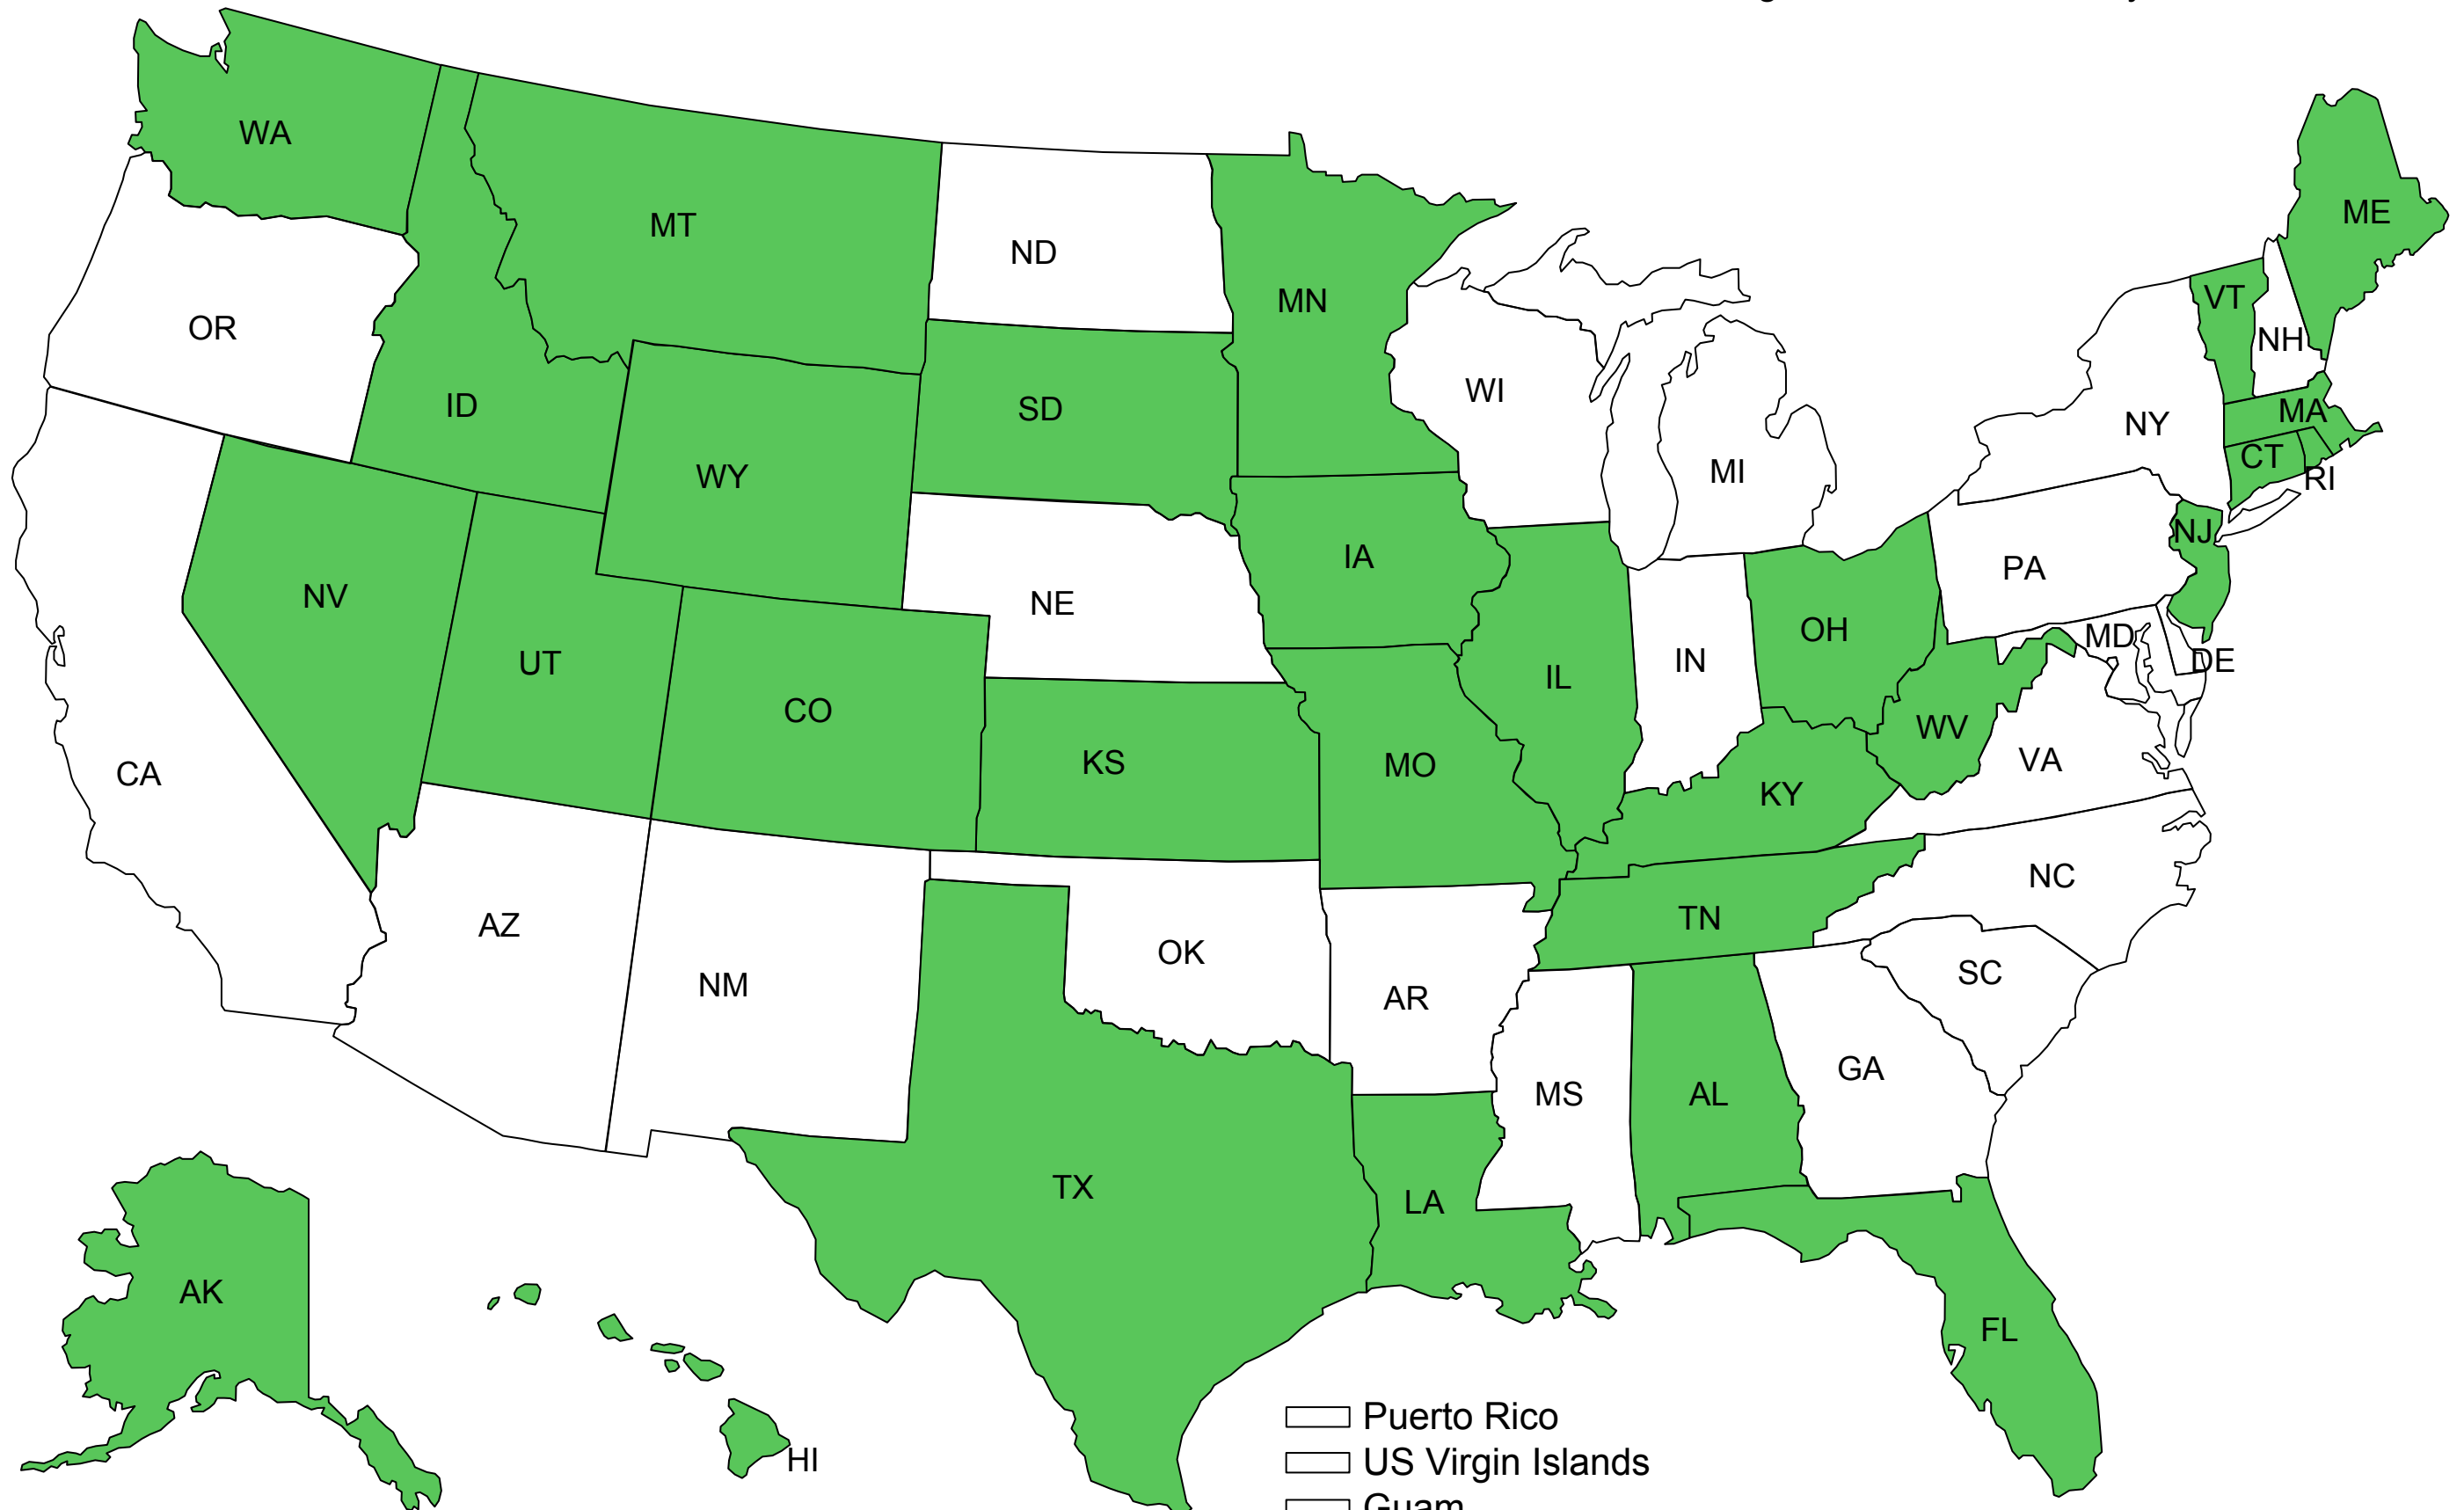 WA
MT
ME
ND
VT
MN
OR
NH
WI
ID
SD
MA
NY
CT
MI
WY
RI
NJ
IA
PA
NV
NE
OH
MD
UT
IN
DE
IL
CO
WV
VA
KS
MO
CA
KY
NC
TN
AZ
OK
SC
NM
AR
GA
MS
AL
TX
LA
AK
FL
Puerto Rico
HI
US Virgin Islands
Guam